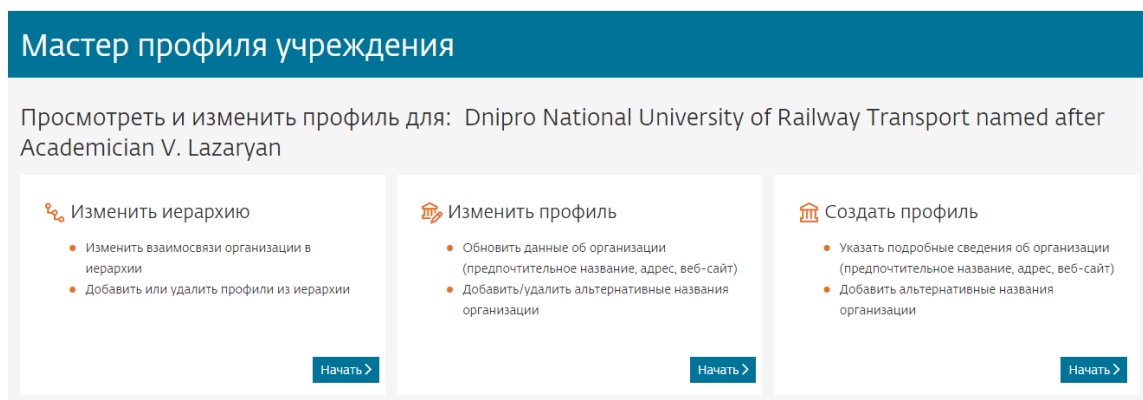 Мастер профиля учреждения
Просмотреть и изменить профиль для: Dnipro National University of Railway Transport named after
Academician V. Lazaryan
Изменить иерархию
Изменить взаимосвязи организации в
иерархии
Добавить или удалить профили из иерархии
Начать
Изменить профиль
Обновить данные об организации
(предпочтительное название, адрес, веб-сайт)
Добавить/удалить альтернативные названия
организации
Начать
Создать профиль
Указать подробные сведения об организации
(предпочтительное название, адрес, веб-сайт)
Добавить альтернативные названия
организации
Начать